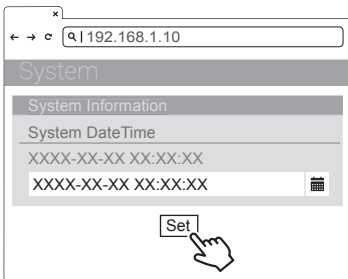 192.168.1.10
System
System Information
System DateTime
XXXX-XX-XX XX:XX:XX
XXXX-XX-XX XX:XX:XX
Set